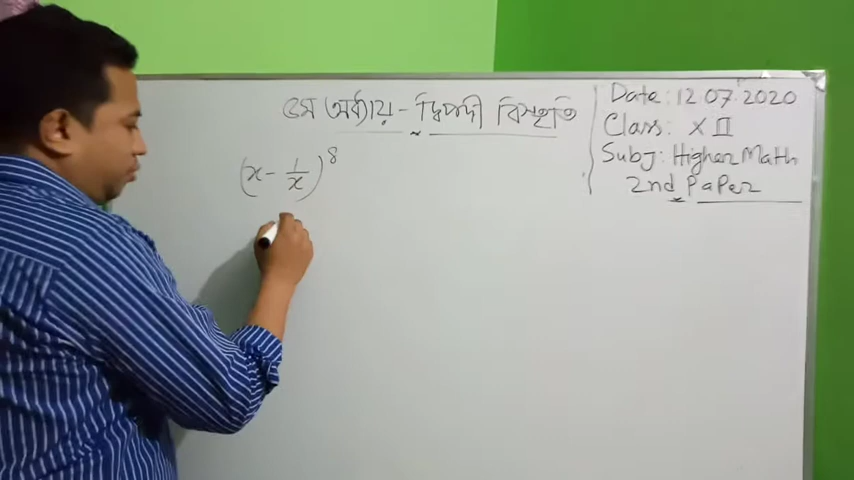 ৫ম অধ্যায় - দ্বিপদী বিস্তৃতি
Date: 12.07.2020
Class: XII
Subj: Higher Math
2nd Paper
(x - 1/x)^8